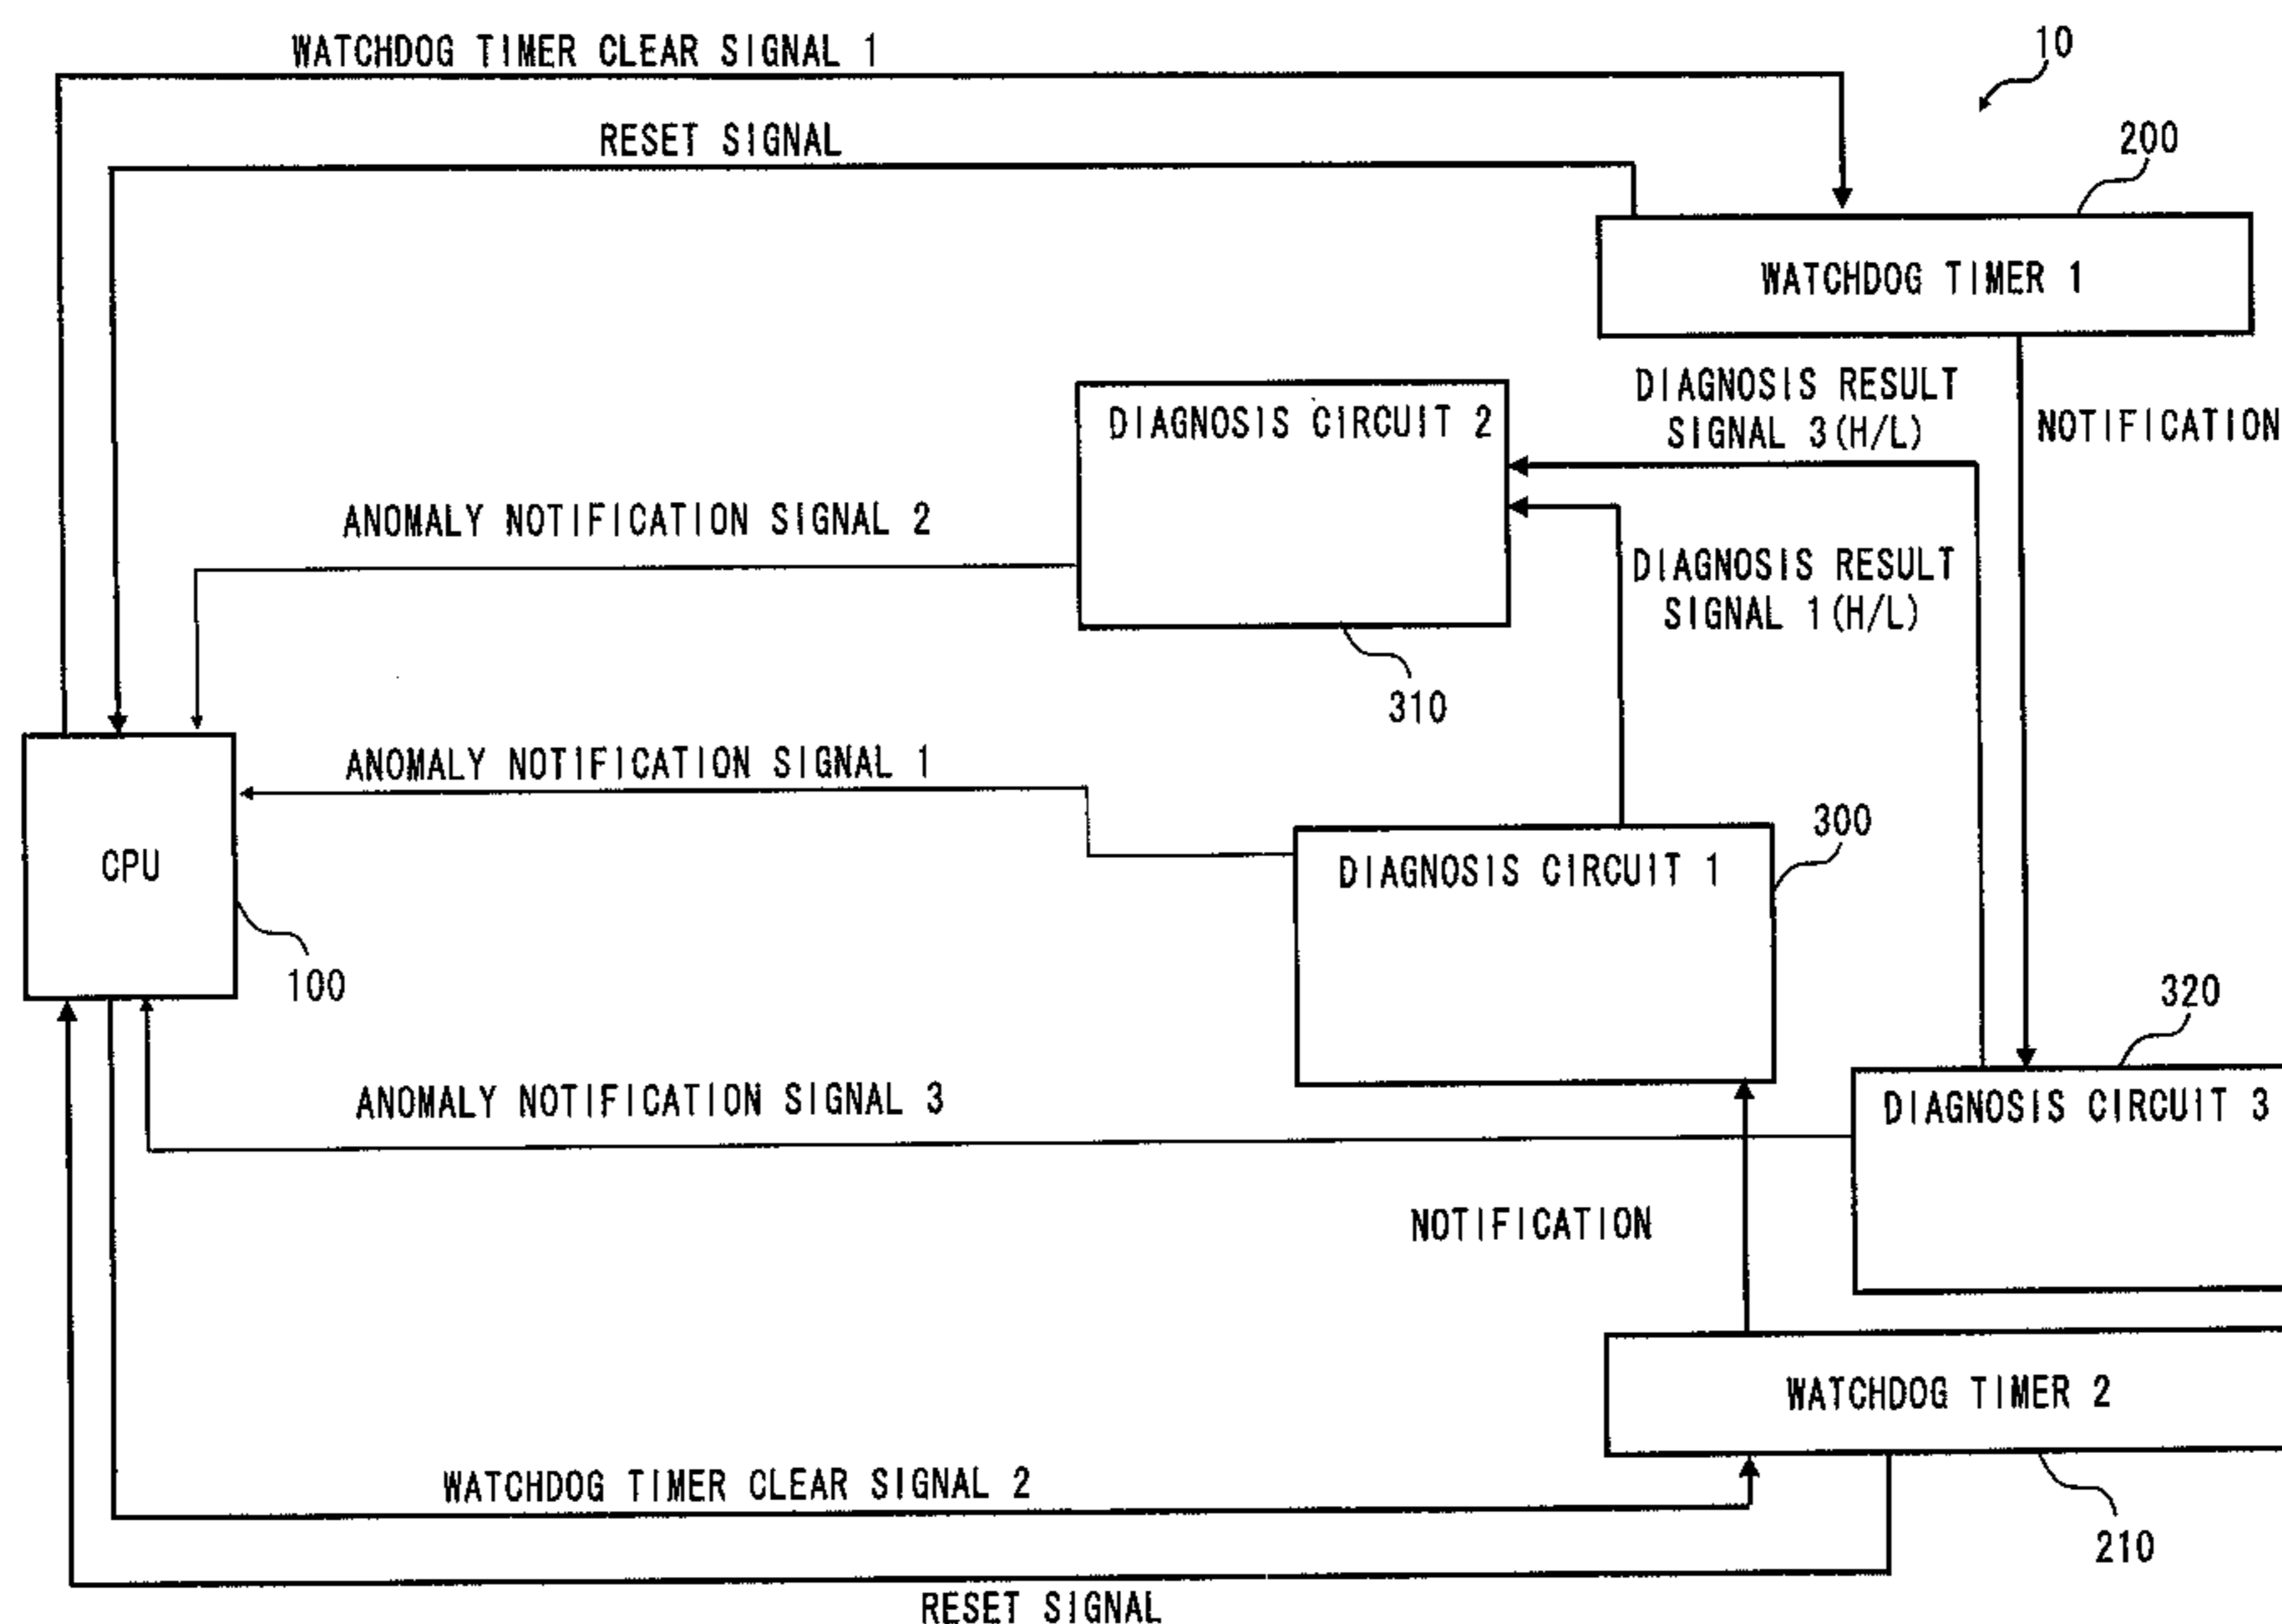 WATCHDOG TIMER CLEAR SIGNAL 1
10
RESET SIGNAL
200
WATCHDOG TIMER 1
DIAGNOSIS RESULT
SIGNAL 3(H/L)
NOTIFICATION
DIAGNOSIS CIRCUIT 2
ANOMALY NOTIFICATION SIGNAL 2
DIAGNOSIS RESULT
SIGNAL 1(H/L)
310
ANOMALY NOTIFICATION SIGNAL 1
300
CPU
DIAGNOSIS CIRCUIT 1
100
320
ANOMALY NOTIFICATION SIGNAL 3
DIAGNOSIS CIRCUIT 3
NOTIFICATION
WATCHDOG TIMER 2
WATCHDOG TIMER CLEAR SIGNAL 2
210
RESET SIGNAL